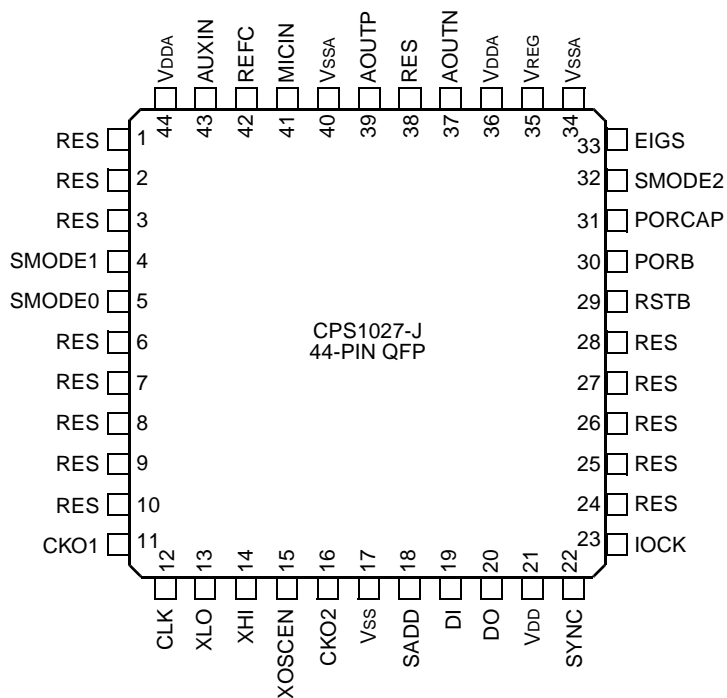 VDDA AUXIN REFC MICIN VSSA AOUTP RES AOUTN VDDA VREG VSSA
44 43 42 41 40 39 38 37 36 35 34
RES 1 33 EIGS
RES 2 32 SMODE2
RES 3 31 PORCAP
SMODE1 4 30 PORB
SMODE0 5 29 RSTB
CPS1027-J
44-PIN QFP
RES 6 28 RES
RES 7 27 RES
RES 8 26 RES
RES 9 25 RES
RES 10 24 RES
CKO1 11 23 IOCK
12 13 14 15 16 17 18 19 20 21 22
CLK XLO XHI XOSCEN CKO2 VSS SADD DI DO VDD SYNC